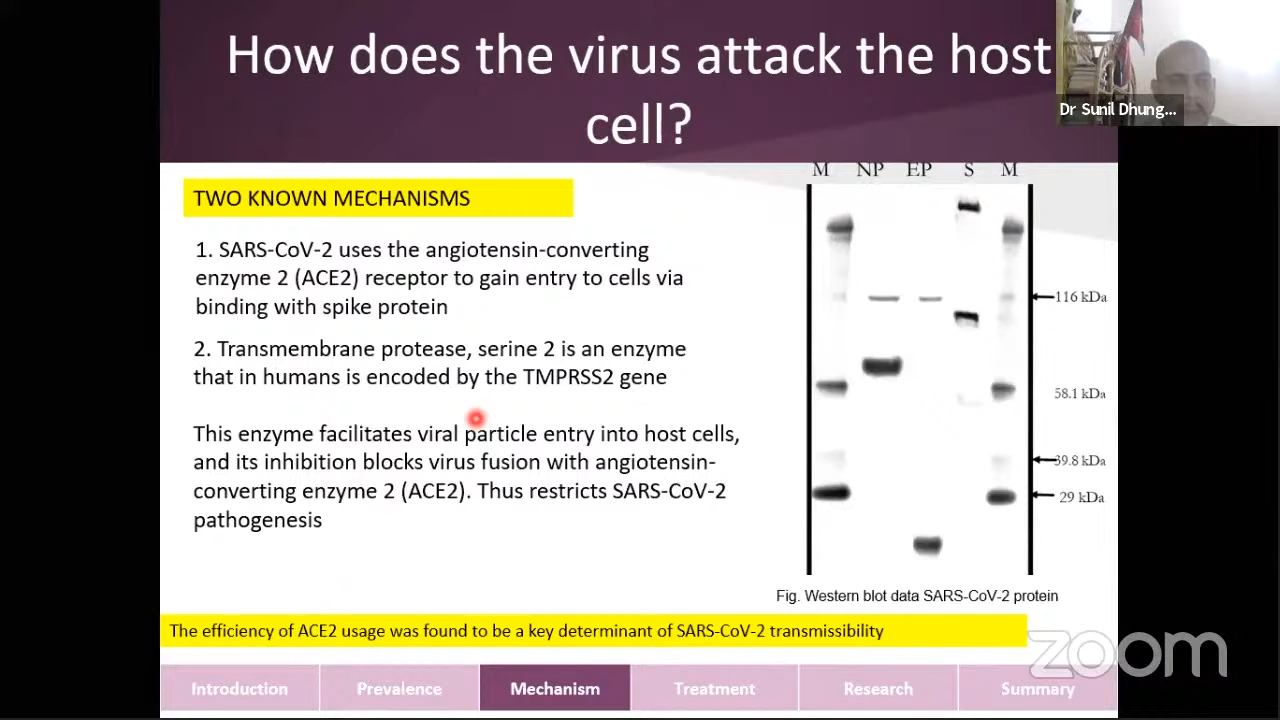 How does the virus attack the host
cell?
Dr Sunil Dhung...
TWO KNOWN MECHANISMS
1. SARS-CoV-2 uses the angiotensin-converting
enzyme 2 (ACE2) receptor to gain entry to cells via
binding with spike protein
2. Transmembrane protease, serine 2 is an enzyme
that in humans is encoded by the TMPRSS2 gene
This enzyme facilitates viral particle entry into host cells,
and its inhibition blocks virus fusion with angiotensin-
converting enzyme 2 (ACE2). Thus restricts SARS-CoV-2
pathogenesis
M NP EP S M
116 kDa
58.1 kDa
39.8 kDa
29 kDa
Fig. Western blot data SARS-CoV-2 protein
The efficiency of ACE2 usage was found to be a key determinant of SARS-CoV-2 transmissibility
zoom
Introduction Prevalence Mechanism Treatment Research Summary